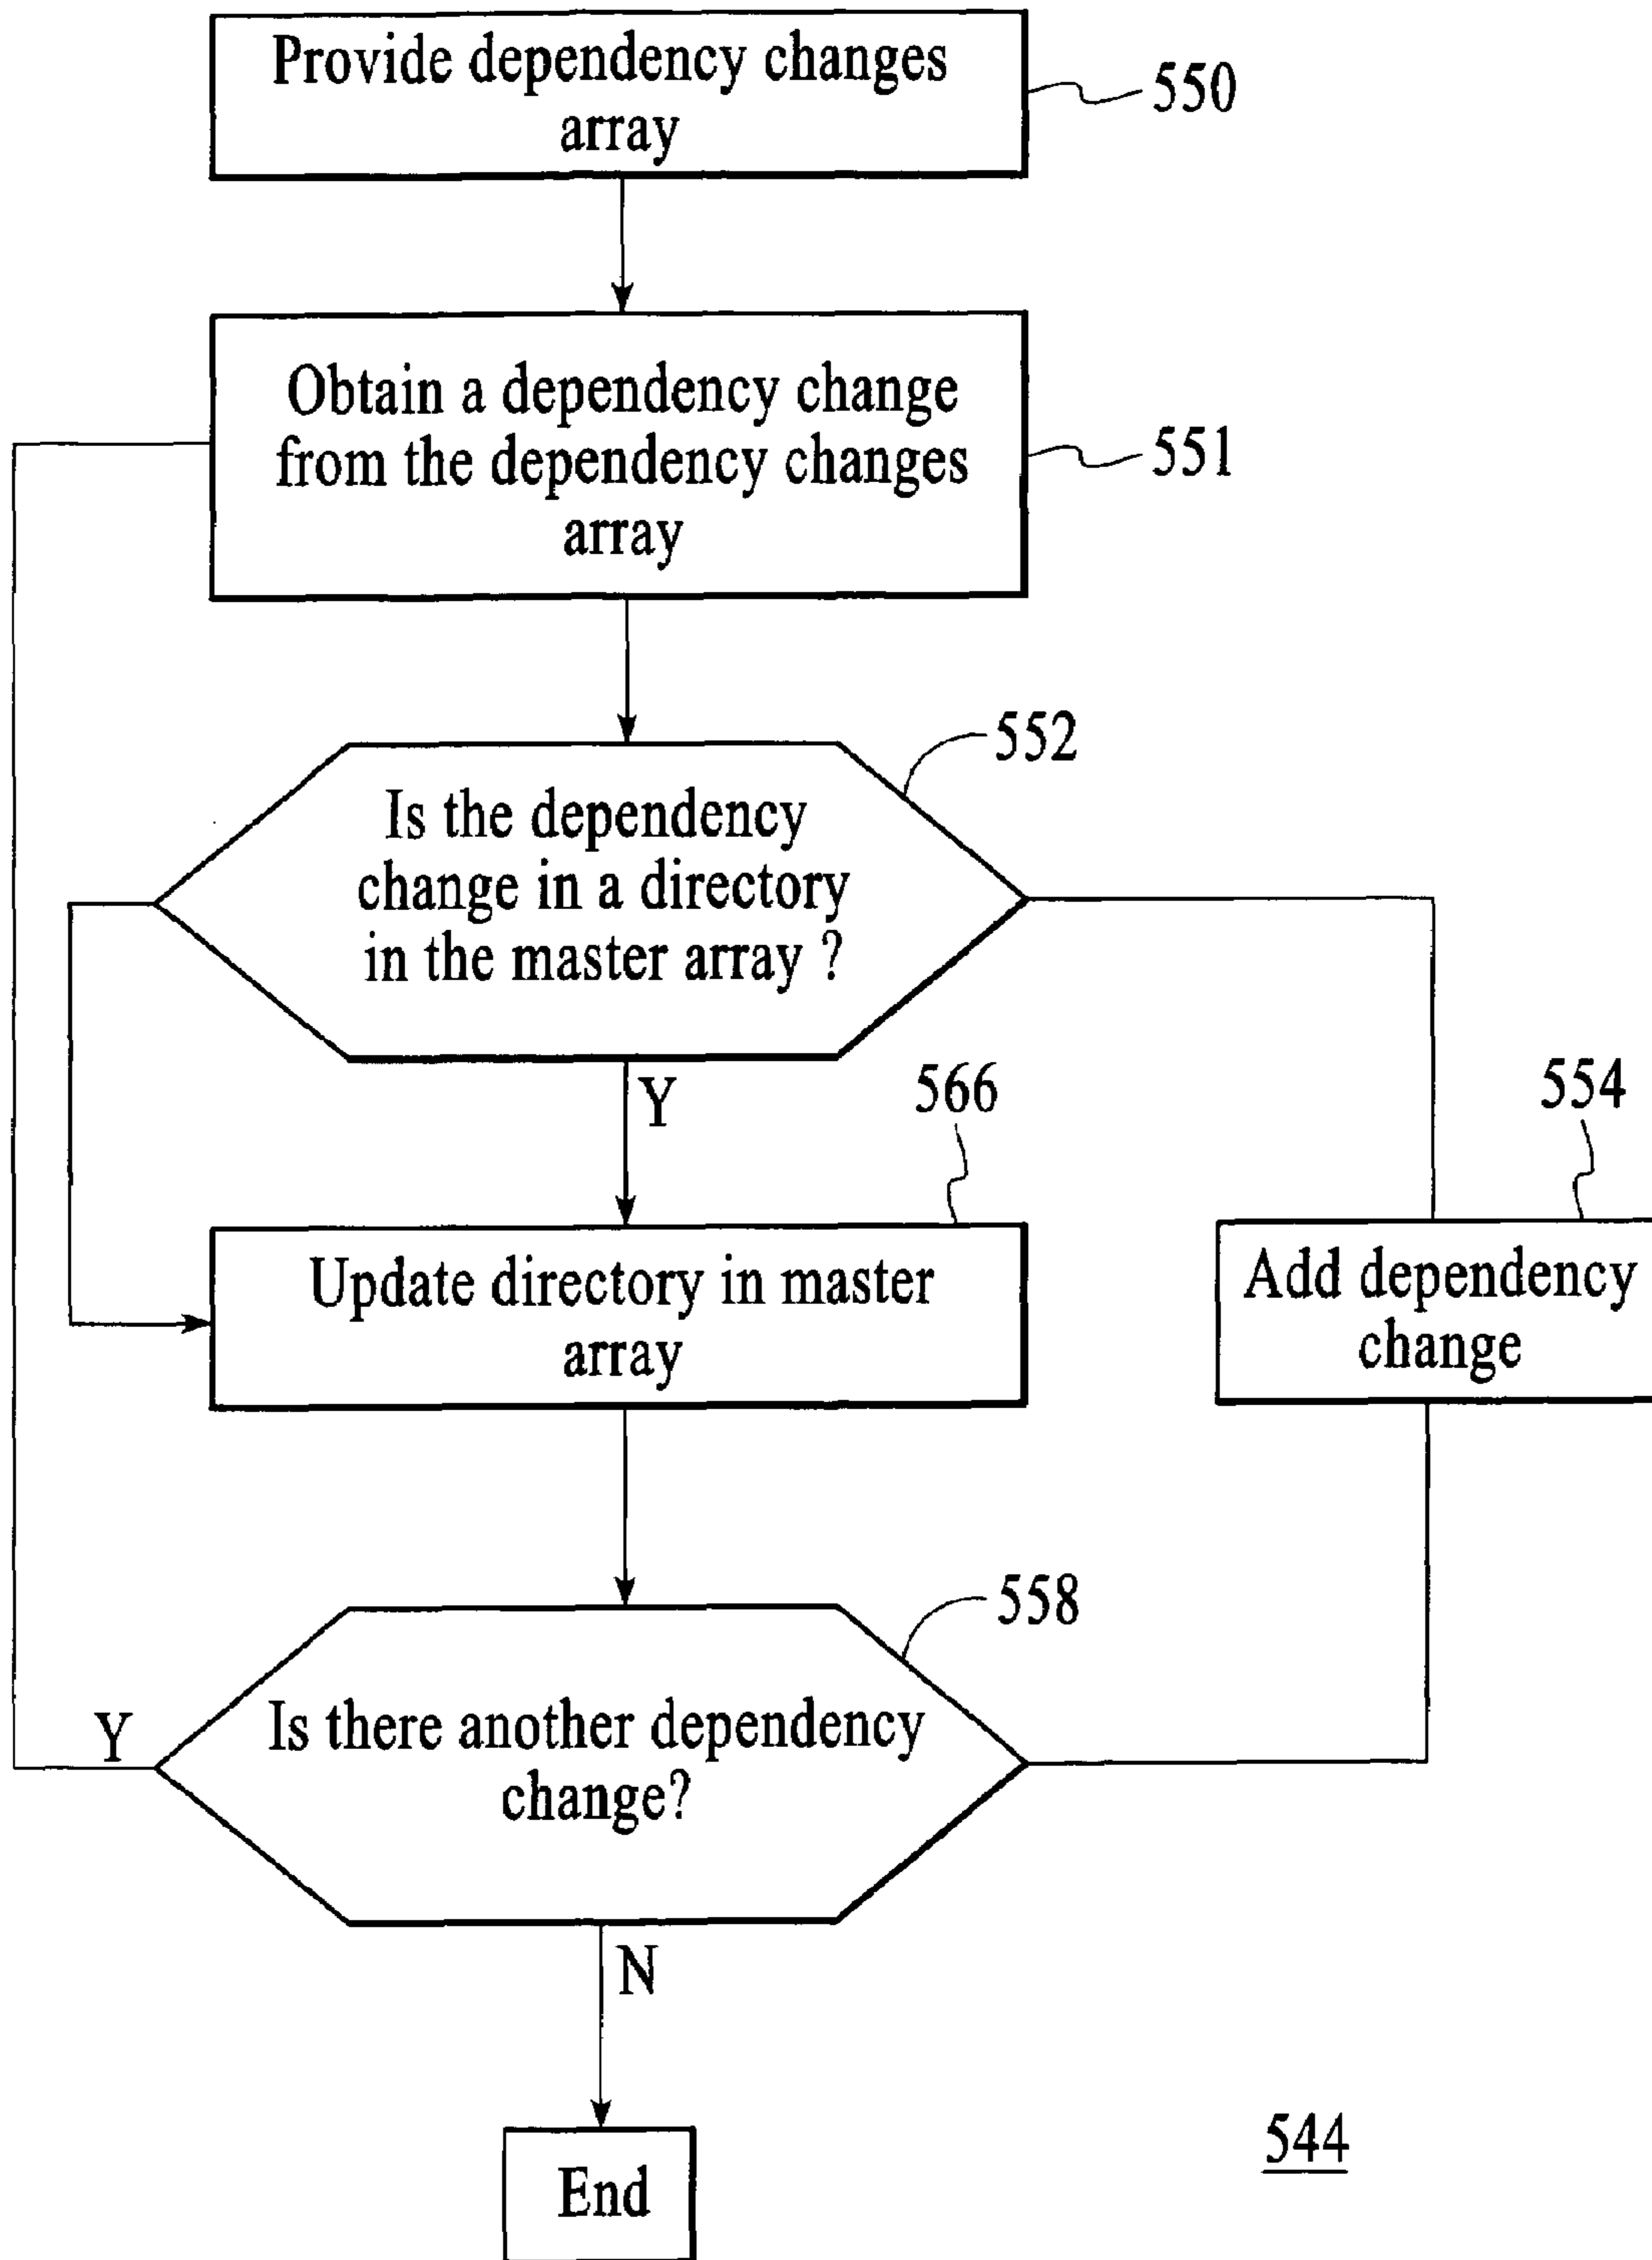 Provide dependency changes
array
550
Obtain a dependency change
from the dependency changes
array
551
552
Is the dependency
change in a directory
in the master array ?
Y
566
554
Update directory in master
array
Add dependency
change
558
Is there another dependency
change?
Y
N
End
544